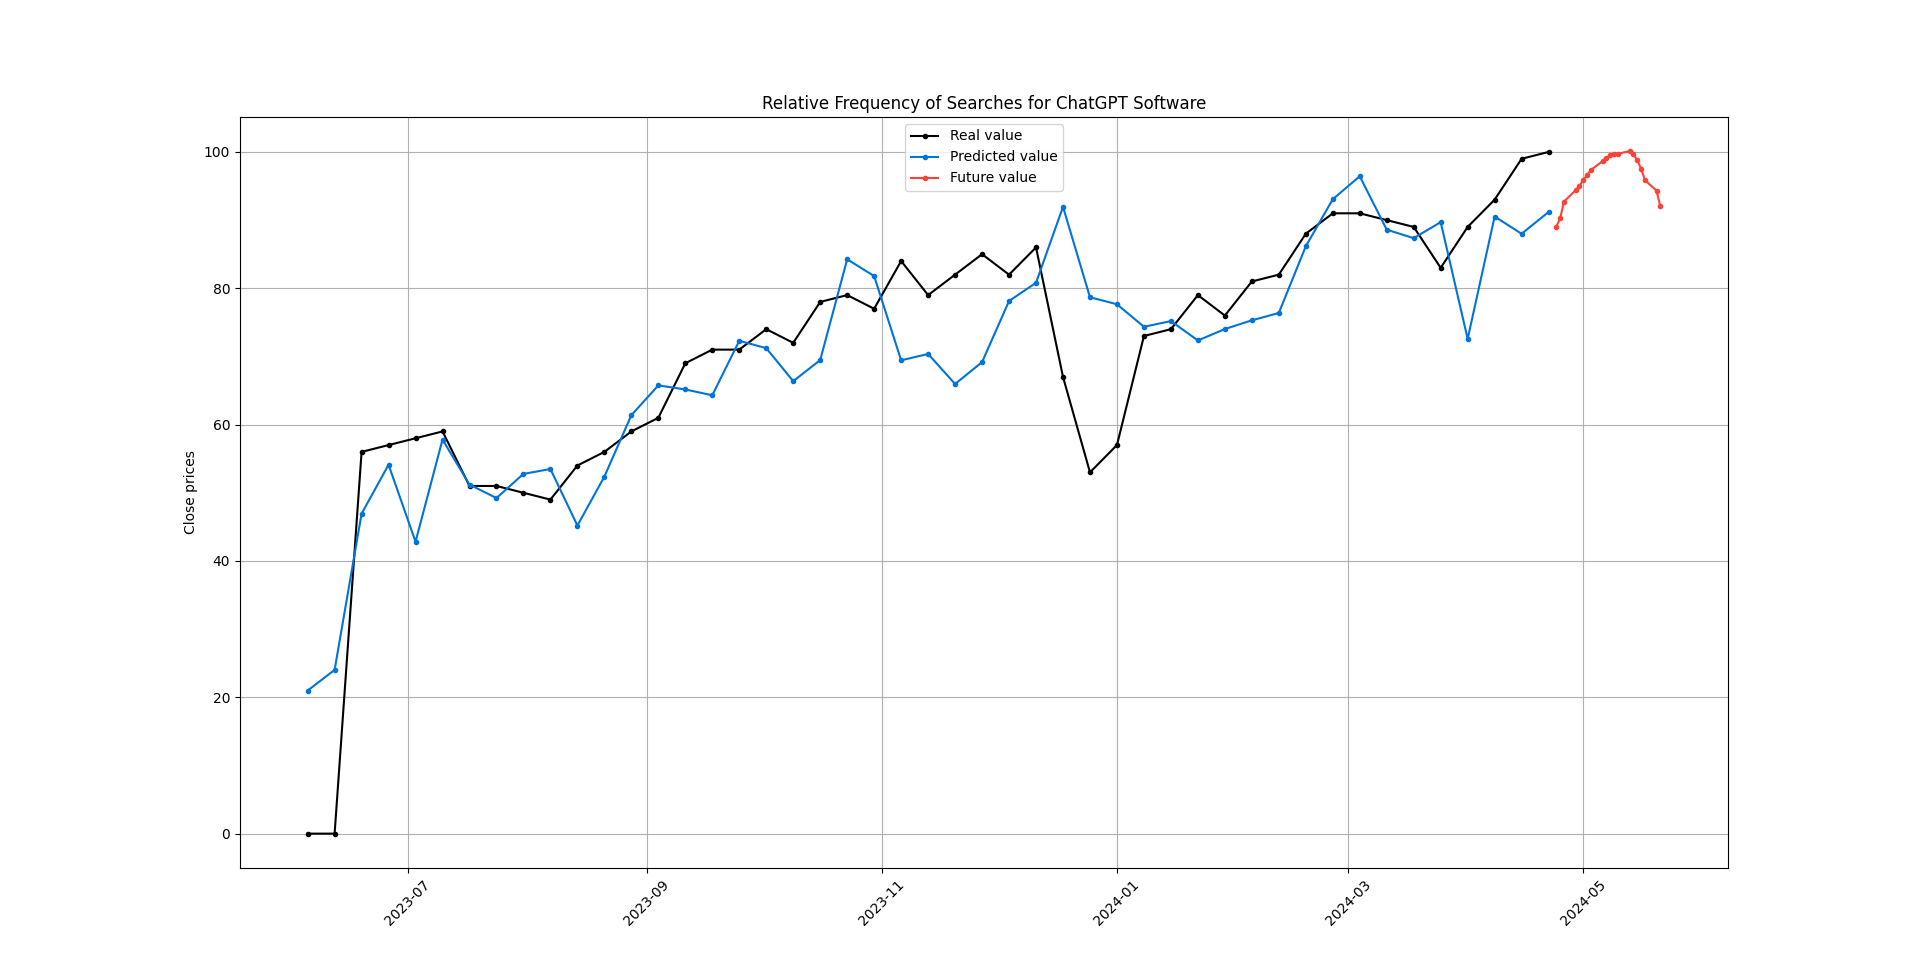 Relative Frequency of Searches for ChatGPT Software
Real value
Predicted value
Future value
Close prices
100
80
60
40
20
0
2023-07
2023-09
2023-11
2024-01
2024-03
2024-05